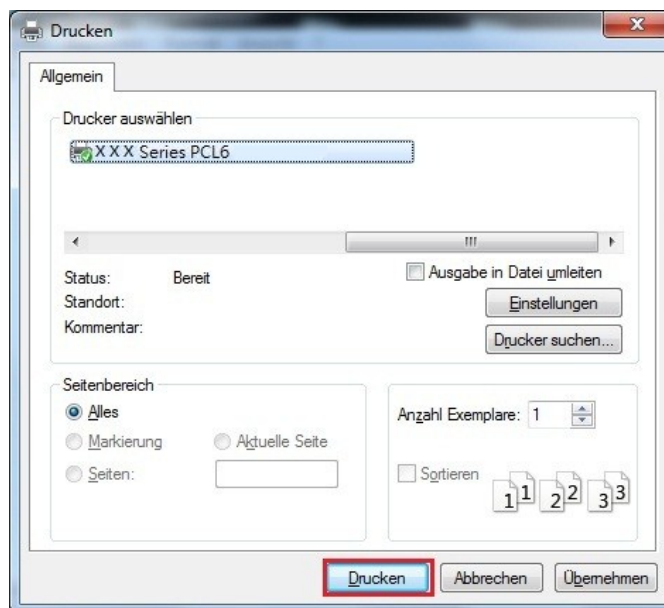 Drucken
Allgemein
Drucker auswählen
X X X Series PCL6
Status: Bereit
Ausgabe in Datei umleiten
Standort:
Einstellungen
Kommentar:
Drucker suchen...
Seitenbereich
Alles
Markierung
Aktuelle Seite
Seiten:
Anzahl Exemplare: 1
Sortieren
1 1 2 2 3 3
Drucken
Abbrechen
Übernehmen